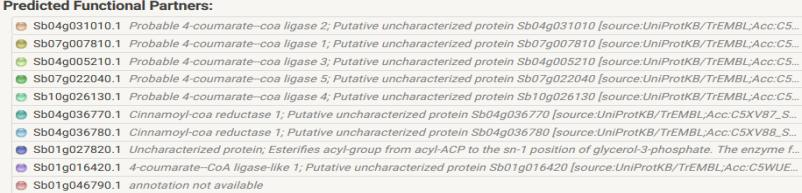 Predicted Functional Partners:
Sb04g031010.1 Probable 4-coumarate--coa ligase 2; Putative uncharacterized protein Sb04g031010 [source:UniProtKB/TrEMBL;Acc:C5...
Sb07g007810.1 Probable 4-coumarate--coa ligase 1; Putative uncharacterized protein Sb07g007810 [source:UniProtKB/TrEMBL;Acc:C5...
Sb04g005210.1 Probable 4-coumarate--coa ligase 3; Putative uncharacterized protein Sb04g005210 [source:UniProtKB/TrEMBL;Acc:C5...
Sb07g022040.1 Probable 4-coumarate--coa ligase 5; Putative uncharacterized protein Sb07g022040 [source:UniProtKB/TrEMBL;Acc:C5...
Sb10g026130.1 Probable 4-coumarate--coa ligase 4; Putative uncharacterized protein Sb10g026130 [source:UniProtKB/TrEMBL;Acc:C5...
Sb04g036770.1 Cinnamoyl-coa reductase 1; Putative uncharacterized protein Sb04g036770 [source:UniProtKB/TrEMBL;Acc:C5XV87_S...
Sb04g036780.1 Cinnamoyl-coa reductase 1; Putative uncharacterized protein Sb04g036780 [source:UniProtKB/TrEMBL;Acc:C5XV88_S...
Sb01g027820.1 Uncharacterized protein; Esterifies acyl-group from acyl-ACP to the sn-1 position of glycerol-3-phosphate. The enzyme f...
Sb01g016420.1 4-coumarate--CoA ligase-like 1; Putative uncharacterized protein Sb01g016420 [source:UniProtKB/TrEMBL;Acc:C5WUE...
Sb01g046790.1 annotation not available